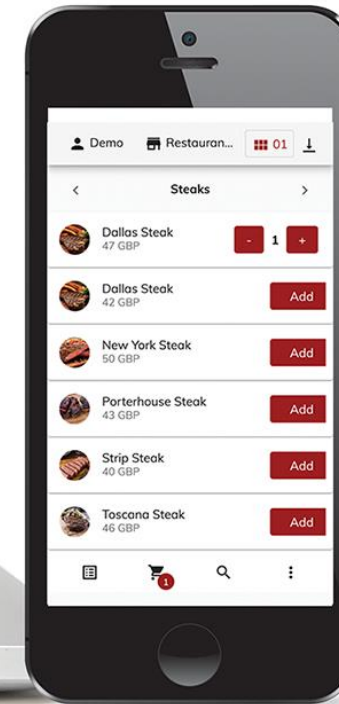 Demo Restauran... 01
Steaks
Dallas Steak
47 GBP
- 1 +
Dallas Steak
42 GBP
Add
New York Steak
50 GBP
Add
Porterhouse Steak
43 GBP
Add
Strip Steak
40 GBP
Add
Toscana Steak
46 GBP
Add
1